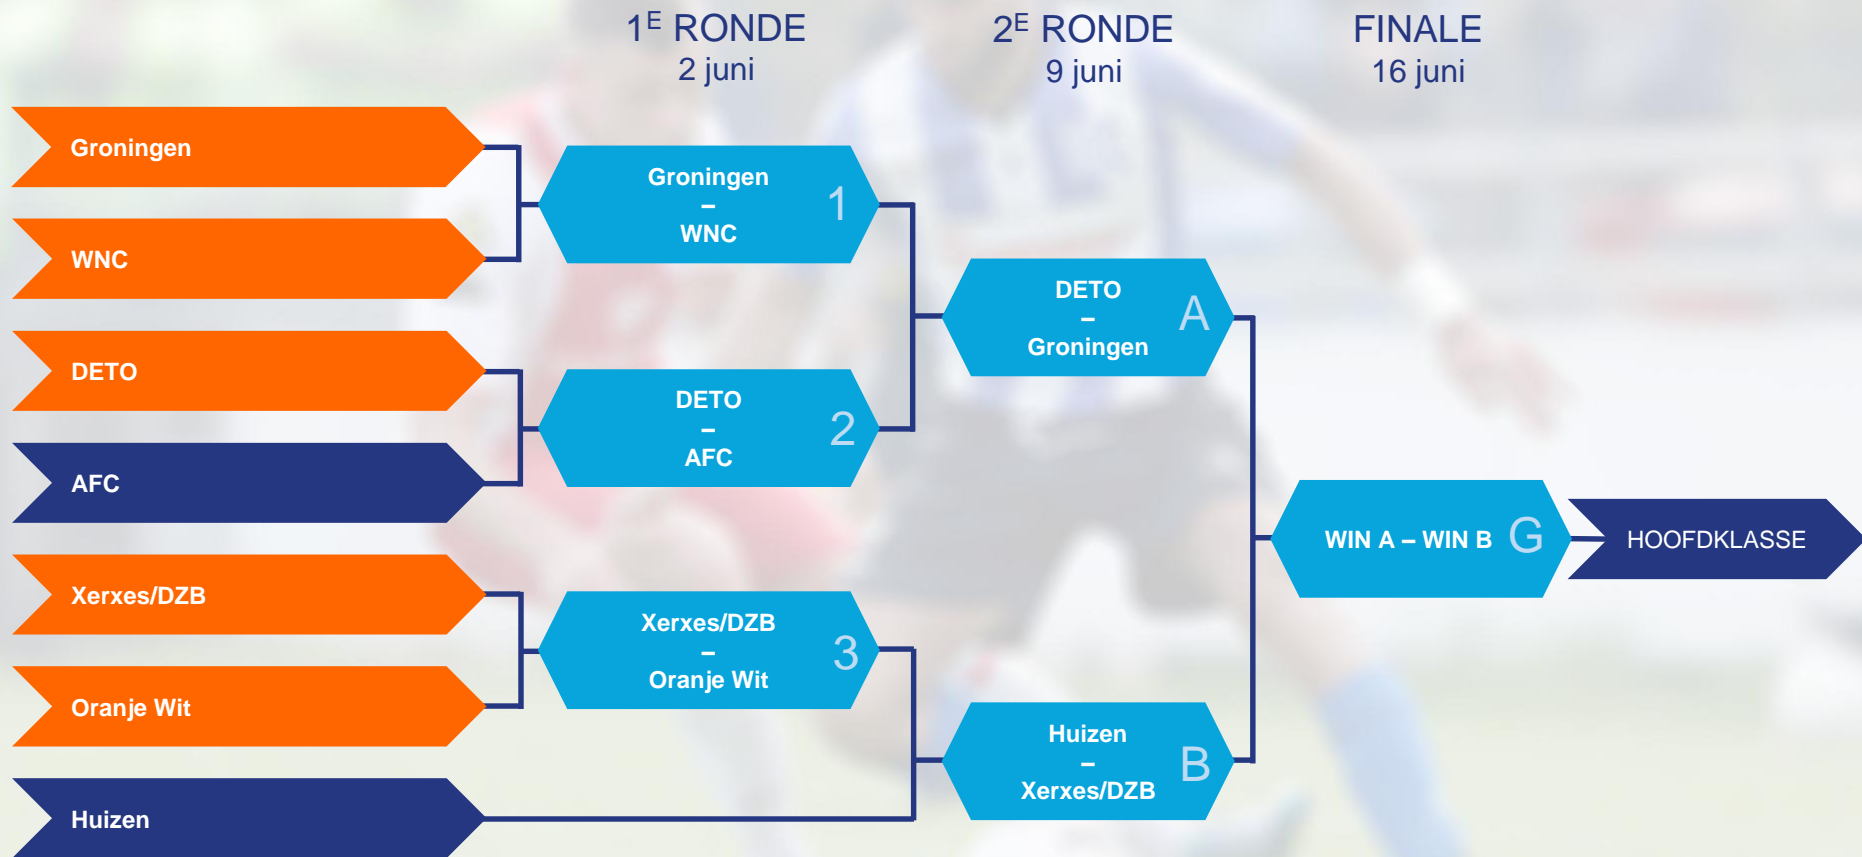 1E RONDE
2 juni
2E RONDE
9 juni
FINALE
16 juni
Groningen
WNC
DETO
AFC
Xerxes/DZB
Oranje Wit
Huizen
Groningen
–
WNC
1
DETO
–
AFC
2
Xerxes/DZB
–
Oranje Wit
3
DETO
–
Groningen
A
Huizen
–
Xerxes/DZB
B
WIN A – WIN B G
HOOFDKLASSE